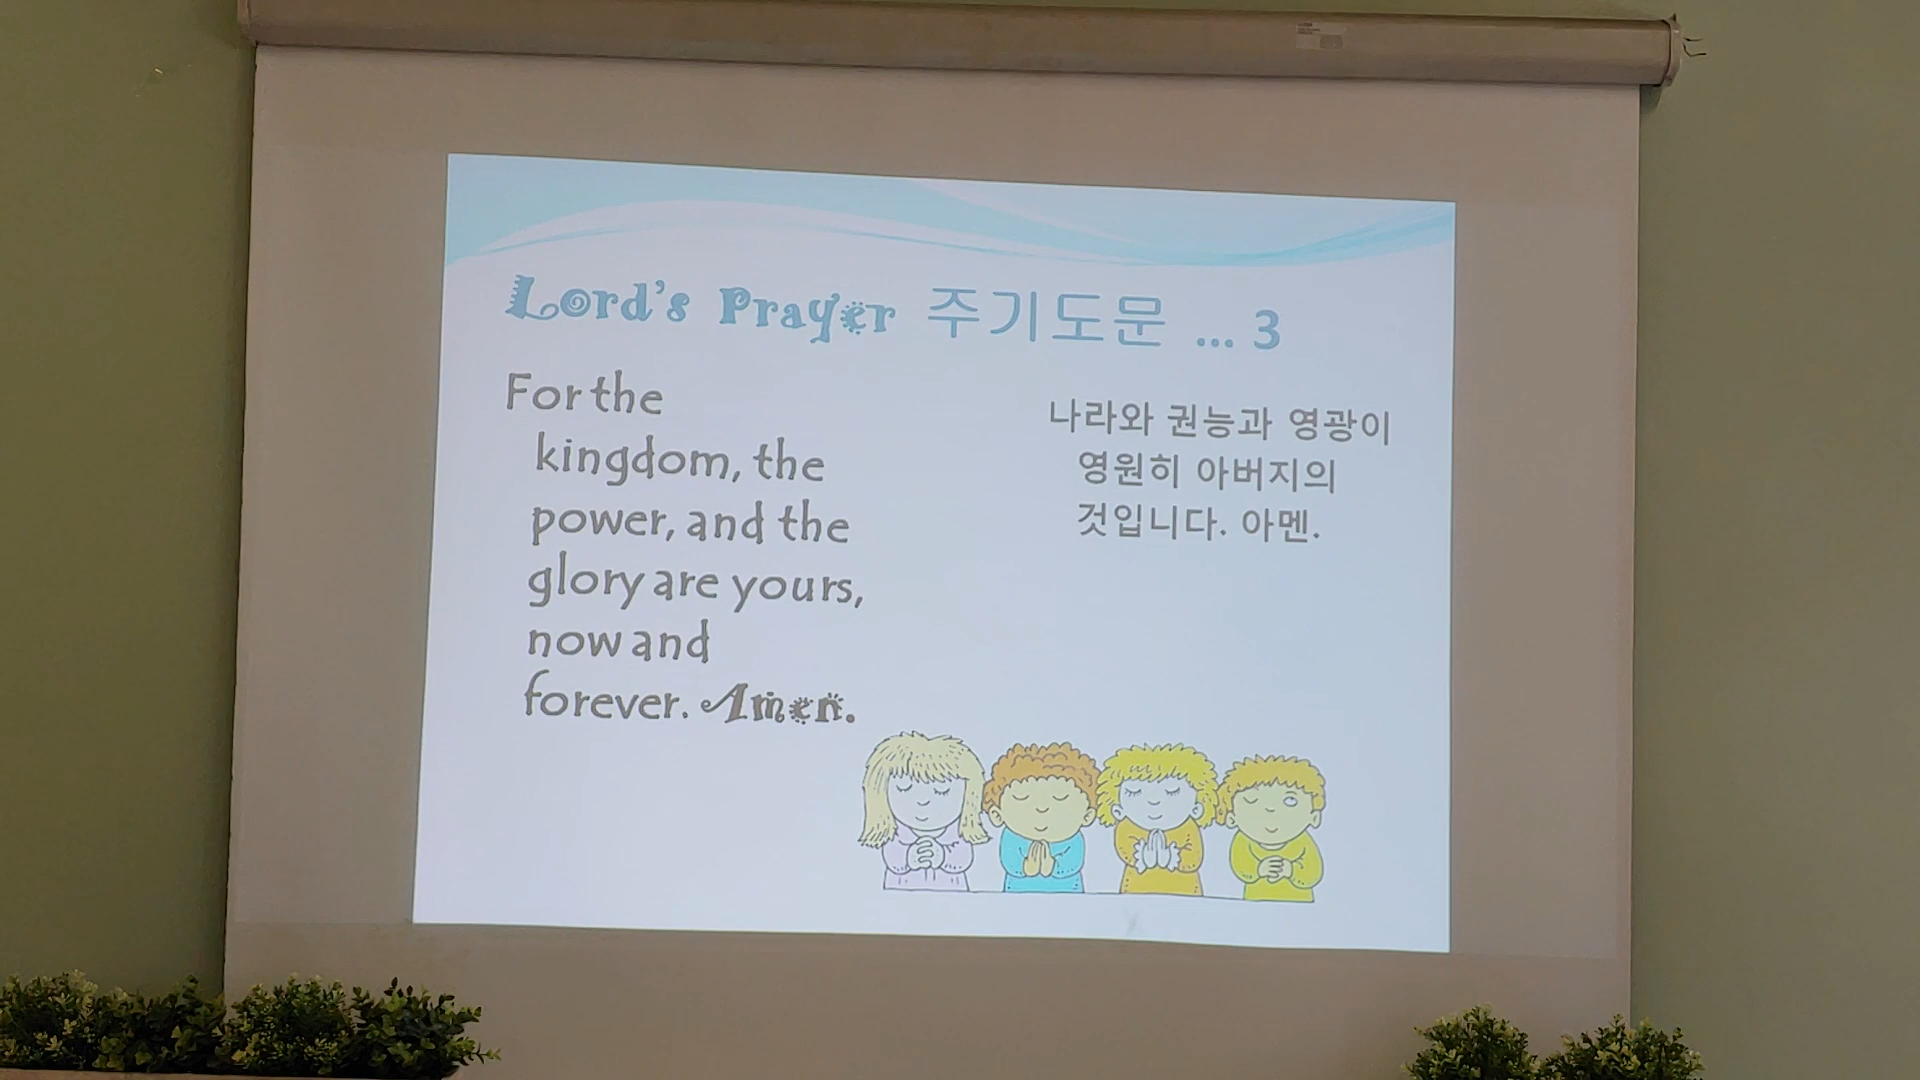 Lord's Prayer 주기도문 ... 3
For the
kingdom, the
power, and the
glory are yours,
now and
forever. Amen.
나라와 권능과 영광이
영원히 아버지의
것입니다. 아멘.